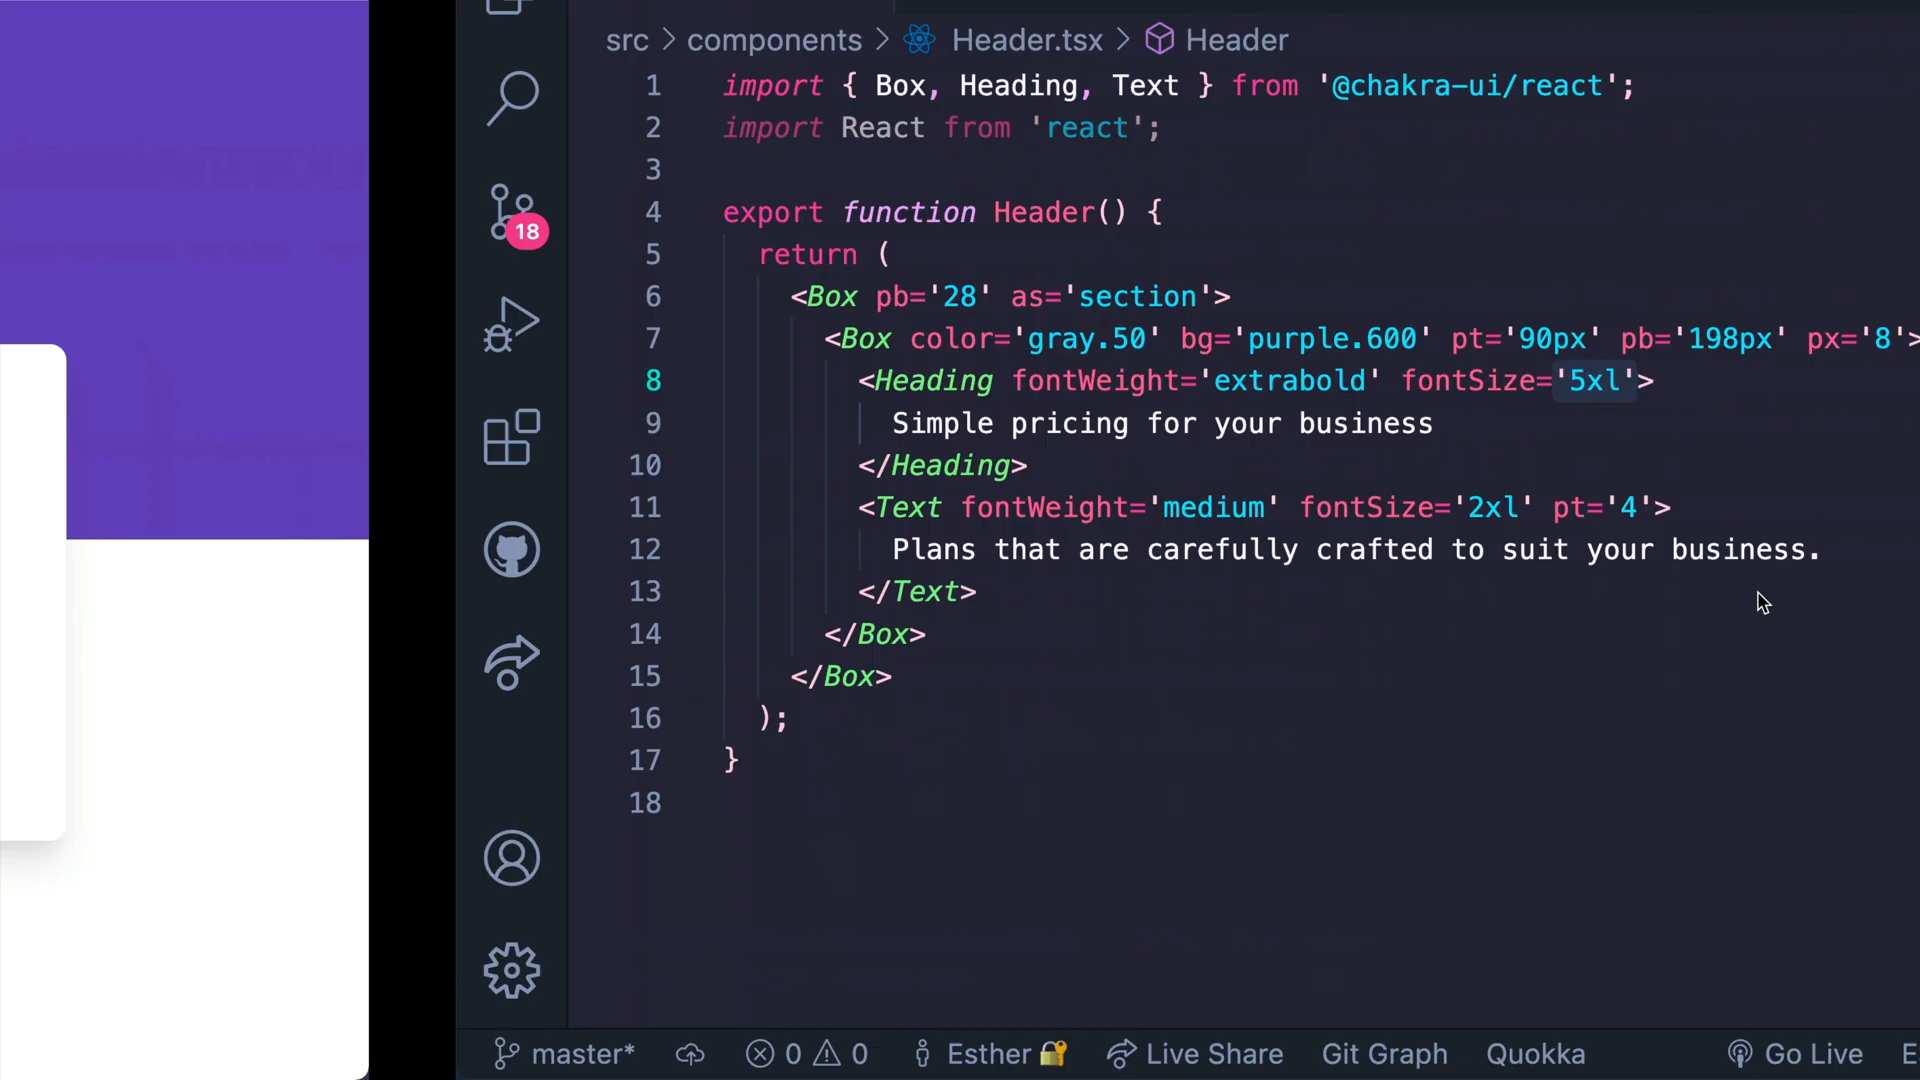 src > components > Header.tsx > Header
1 import { Box, Heading, Text } from '@chakra-ui/react';
2 import React from 'react';
3
4 export function Header() {
5 return (
6 <Box pb='28' as='section'>
7 <Box color='gray.50' bg='purple.600' pt='90px' pb='198px' px='8'>
8 <Heading fontWeight='extrabold' fontSize='5xl'>
9 Simple pricing for your business
10 </Heading>
11 <Text fontWeight='medium' fontSize='2xl' pt='4'>
12 Plans that are carefully crafted to suit your business.
13 </Text>
14 </Box>
15 </Box>
16 );
17 }
18
18
master* 0 0 Esther Live Share Git Graph Quokka Go Live